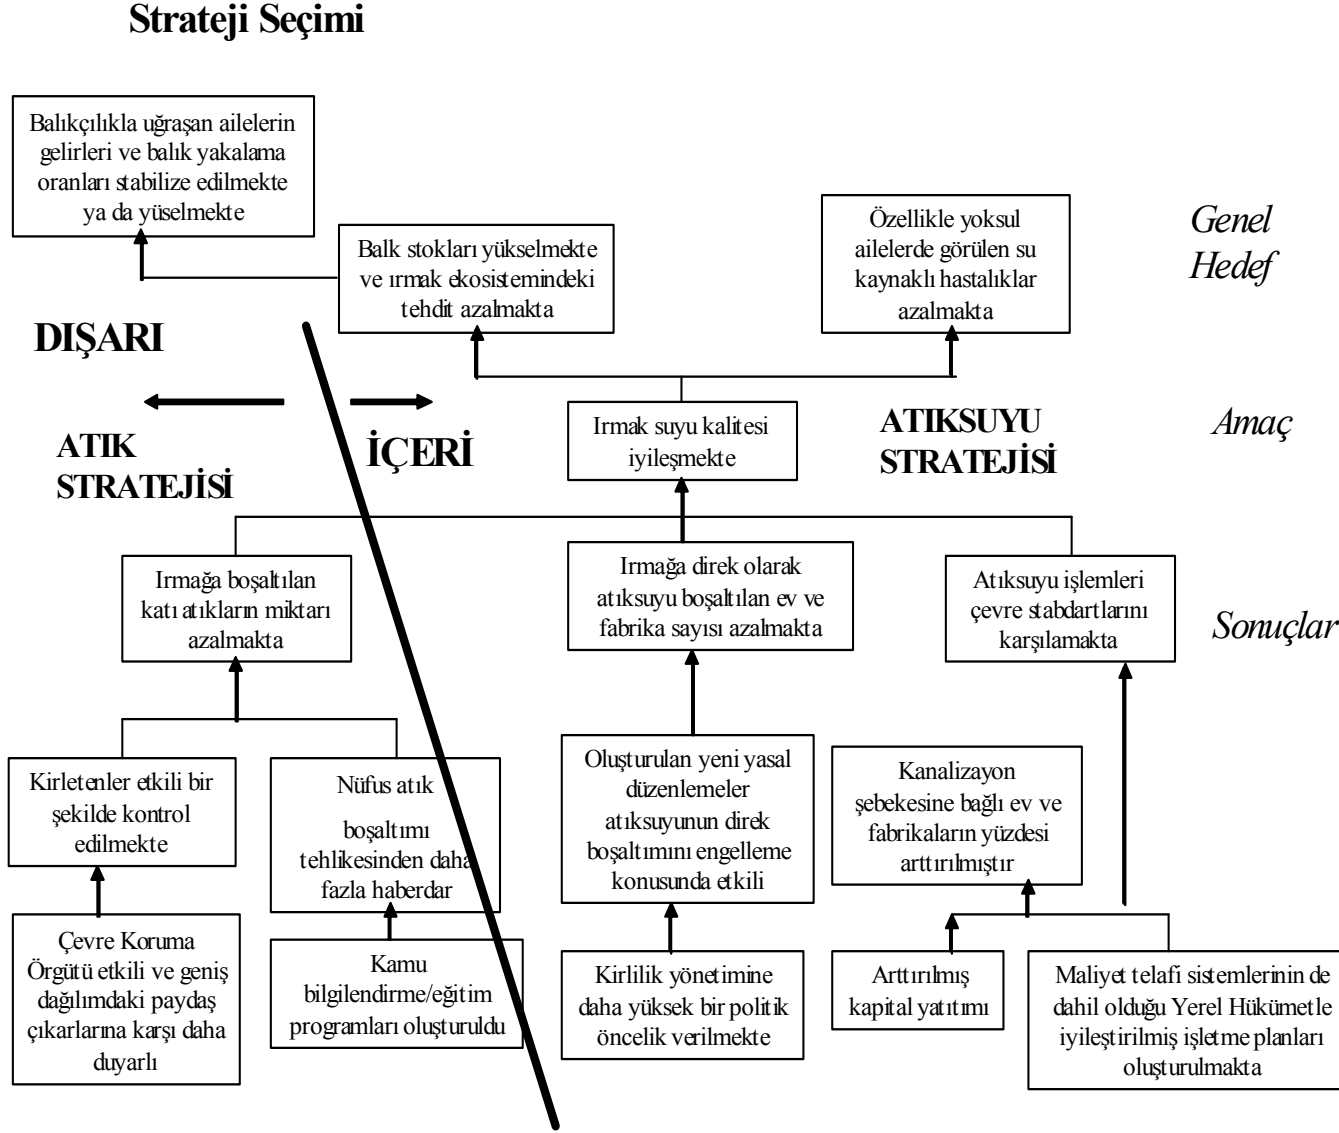 Strateji Seçimi
Balıkçılıkla uğraşan ailelerin
gelirleri ve balık yakalama
oranları stabilize edilmekte
ya da yüselmekte
Balk stokları yükselmekte
ve ırmak ekosistemindeki
tehdit azalmakta
Özellikle yoksul
ailelerde görülen su
kaynaklı hastalıklar
azalmakta
Genel
Hedef
DIŞARI
ATIK
STRATEJİSİ
İÇERİ
Irmak suyu kalitesi
iyileşmekte
ATIKSUYU
STRATEJİSİ
Amaç
Irmağa boşaltılan
katı atıkların miktarı
azalmakta
Irmağa direk olarak
atıksuyu boşaltılan ev ve
fabrika sayısı azalmakta
Atıksuyu işlemleri
çevre stabdartlarını
karşılamakta
Sonuçlar
Kirletenler etkili bir
şekilde kontrol
edilmekte
Nüfus atık
boşaltımı
tehlikesinden daha
fazla haberdar
Oluşturulan yeni yasal
düzenlemeler
atıksuyunun direk
boşaltımını engelleme
konusunda etkili
Kanalizayon
şebekesine bağlı ev ve
fabrikaların yüzdesi
arttırılmıştır
Çevre Koruma
Örgütü etkili ve geniş
dağılımdaki paydaş
çıkarlarına karşı daha
duyarlı
Kamu
bilgilendirme/eğitim
programları oluşturuldu
Kirlilik yönetimine
daha yüksek bir politik
öncelik verilmekte
Arttırılmış
kapital yatıtımı
Maliyet telafi sistemlerinin de
dahil olduğu Yerel Hükümetle
iyileştirilmiş işletme planları
oluşturulmakta